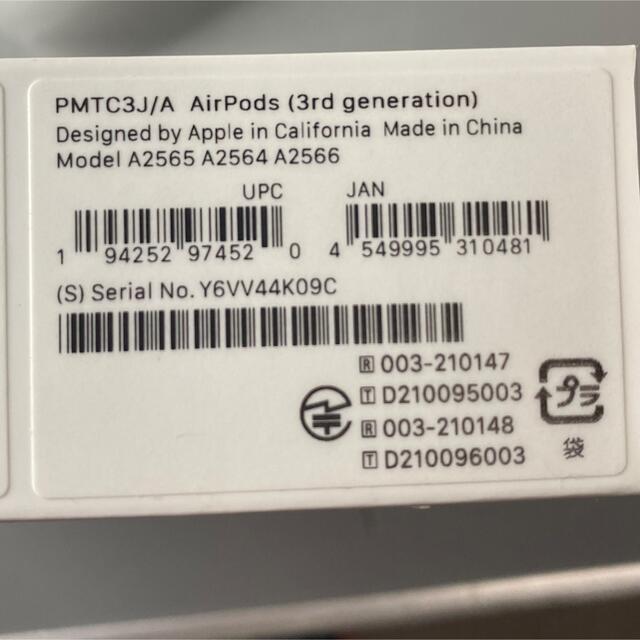 PMTC3J/A AirPods (3rd generation)
Designed by Apple in California Made in China
Model A2565 A2564 A2566
UPC JAN
1 94252 97452 0 4 549995 310481
(S) Serial No. Y6VV44K09C
R 003-210147
T D210095003
R 003-210148
T D210096003
プラ
袋